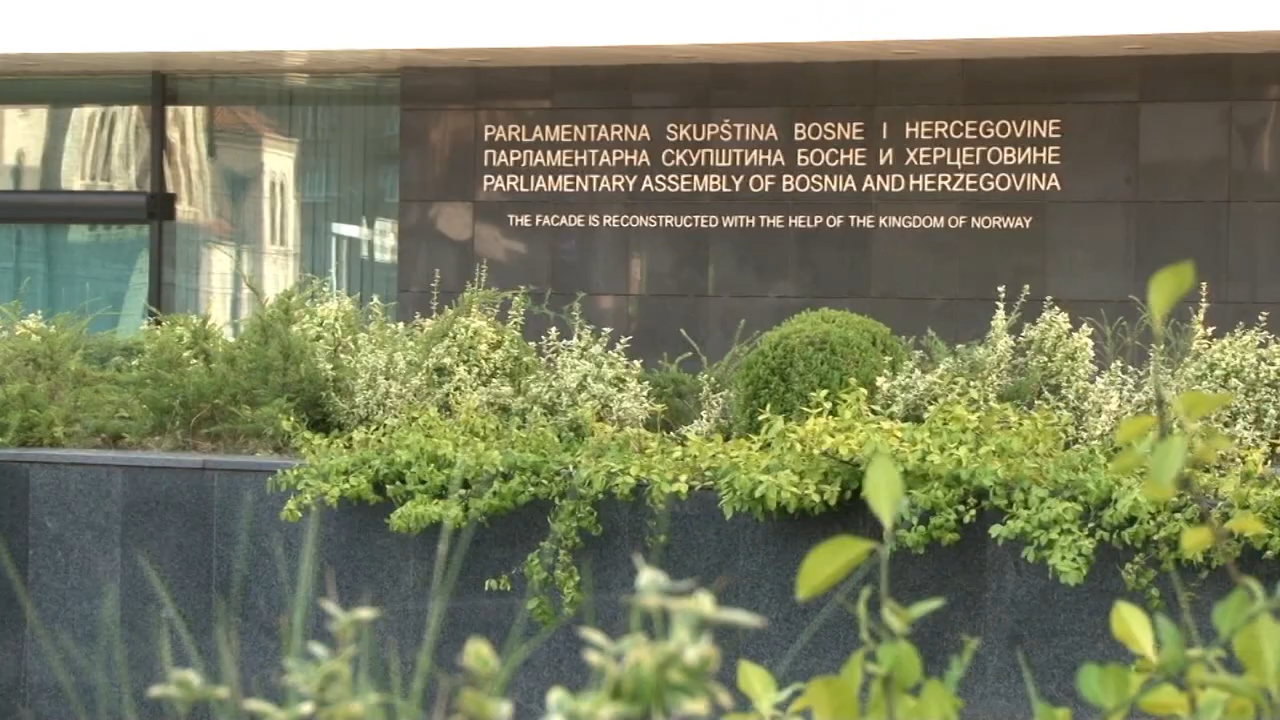 PARLAMENTARNA SKUPŠTINA BOSNE I HERCEGOVINE
ПАРЛАМЕНТАРНА СКУПШТИНА БОСНЕ И ХЕРЦЕГОВИНЕ
PARLIAMENTARY ASSEMBLY OF BOSNIA AND HERZEGOVINA
THE FACADE IS RECONSTRUCTED WITH THE HELP OF THE KINGDOM OF NORWAY